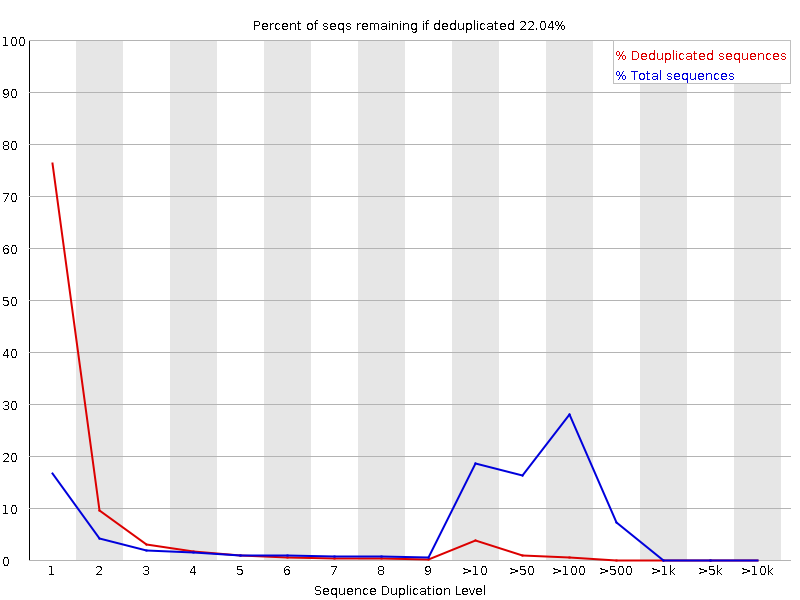 Percent of seqs remaining if deduplicated 22.04%
% Deduplicated sequences
% Total sequences
100
90
80
70
60
50
40
30
20
10
0
1 2 3 4 5 6 7 8 9 >10 >50 >100 >500 >1k >5k >10k
Sequence Duplication Level